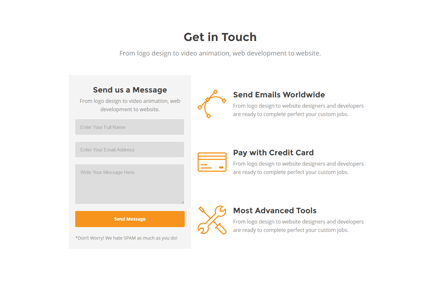 Get in Touch
From logo design to video animation, web development to website.
Send us a Message
From logo design to video animation, web
development to website.
Enter Your Full Name
Enter Your Email Address
Write Your Message Here
Send Message
*Don't Worry! We hate SPAM as much as you do!
Send Emails Worldwide
From logo design to website designers and developers
are ready to complete perfect your custom jobs.
Pay with Credit Card
From logo design to website designers and developers
are ready to complete perfect your custom jobs.
Most Advanced Tools
From logo design to website designers and developers
are ready to complete perfect your custom jobs.